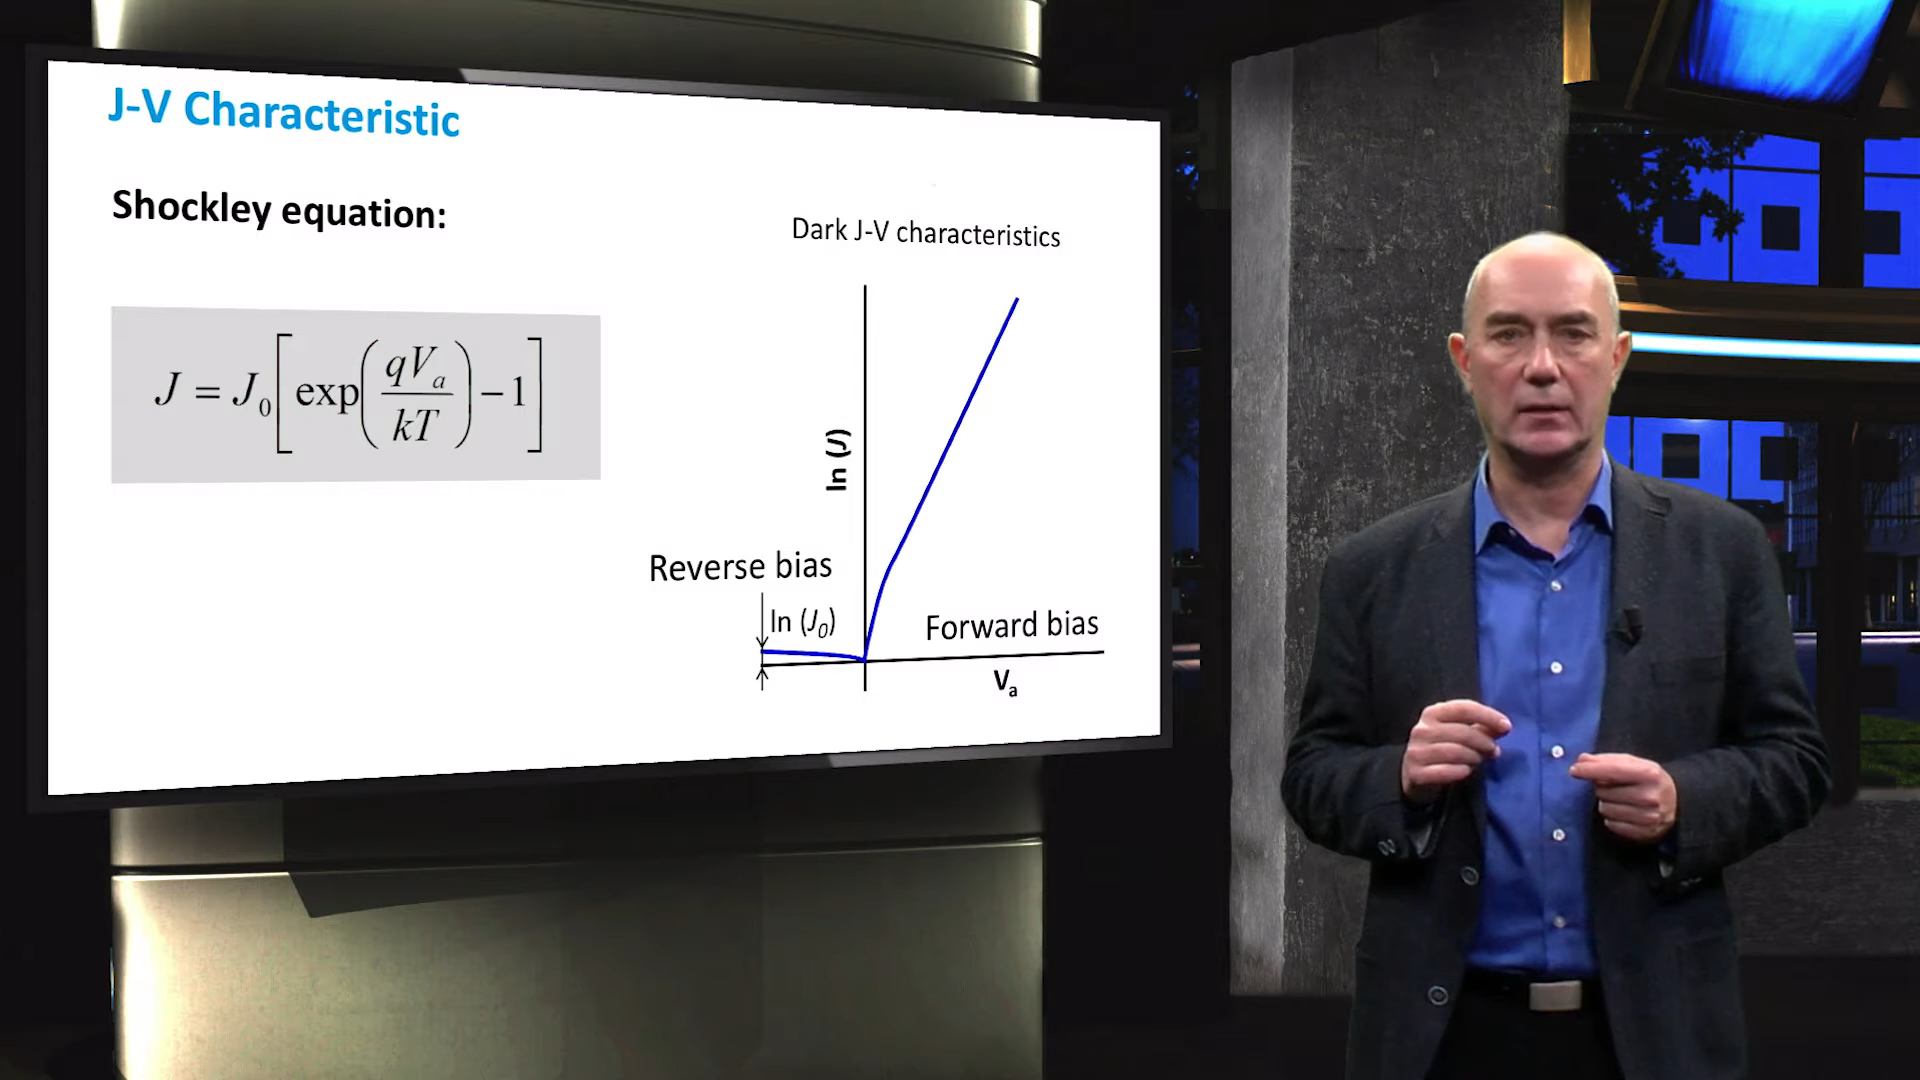 J-V Characteristic
Shockley equation:
J = J₀[exp(qVₐ/kT) − 1]
Dark J-V characteristics
ln (J)
Reverse bias
ln (J₀)
Forward bias
Vₐ